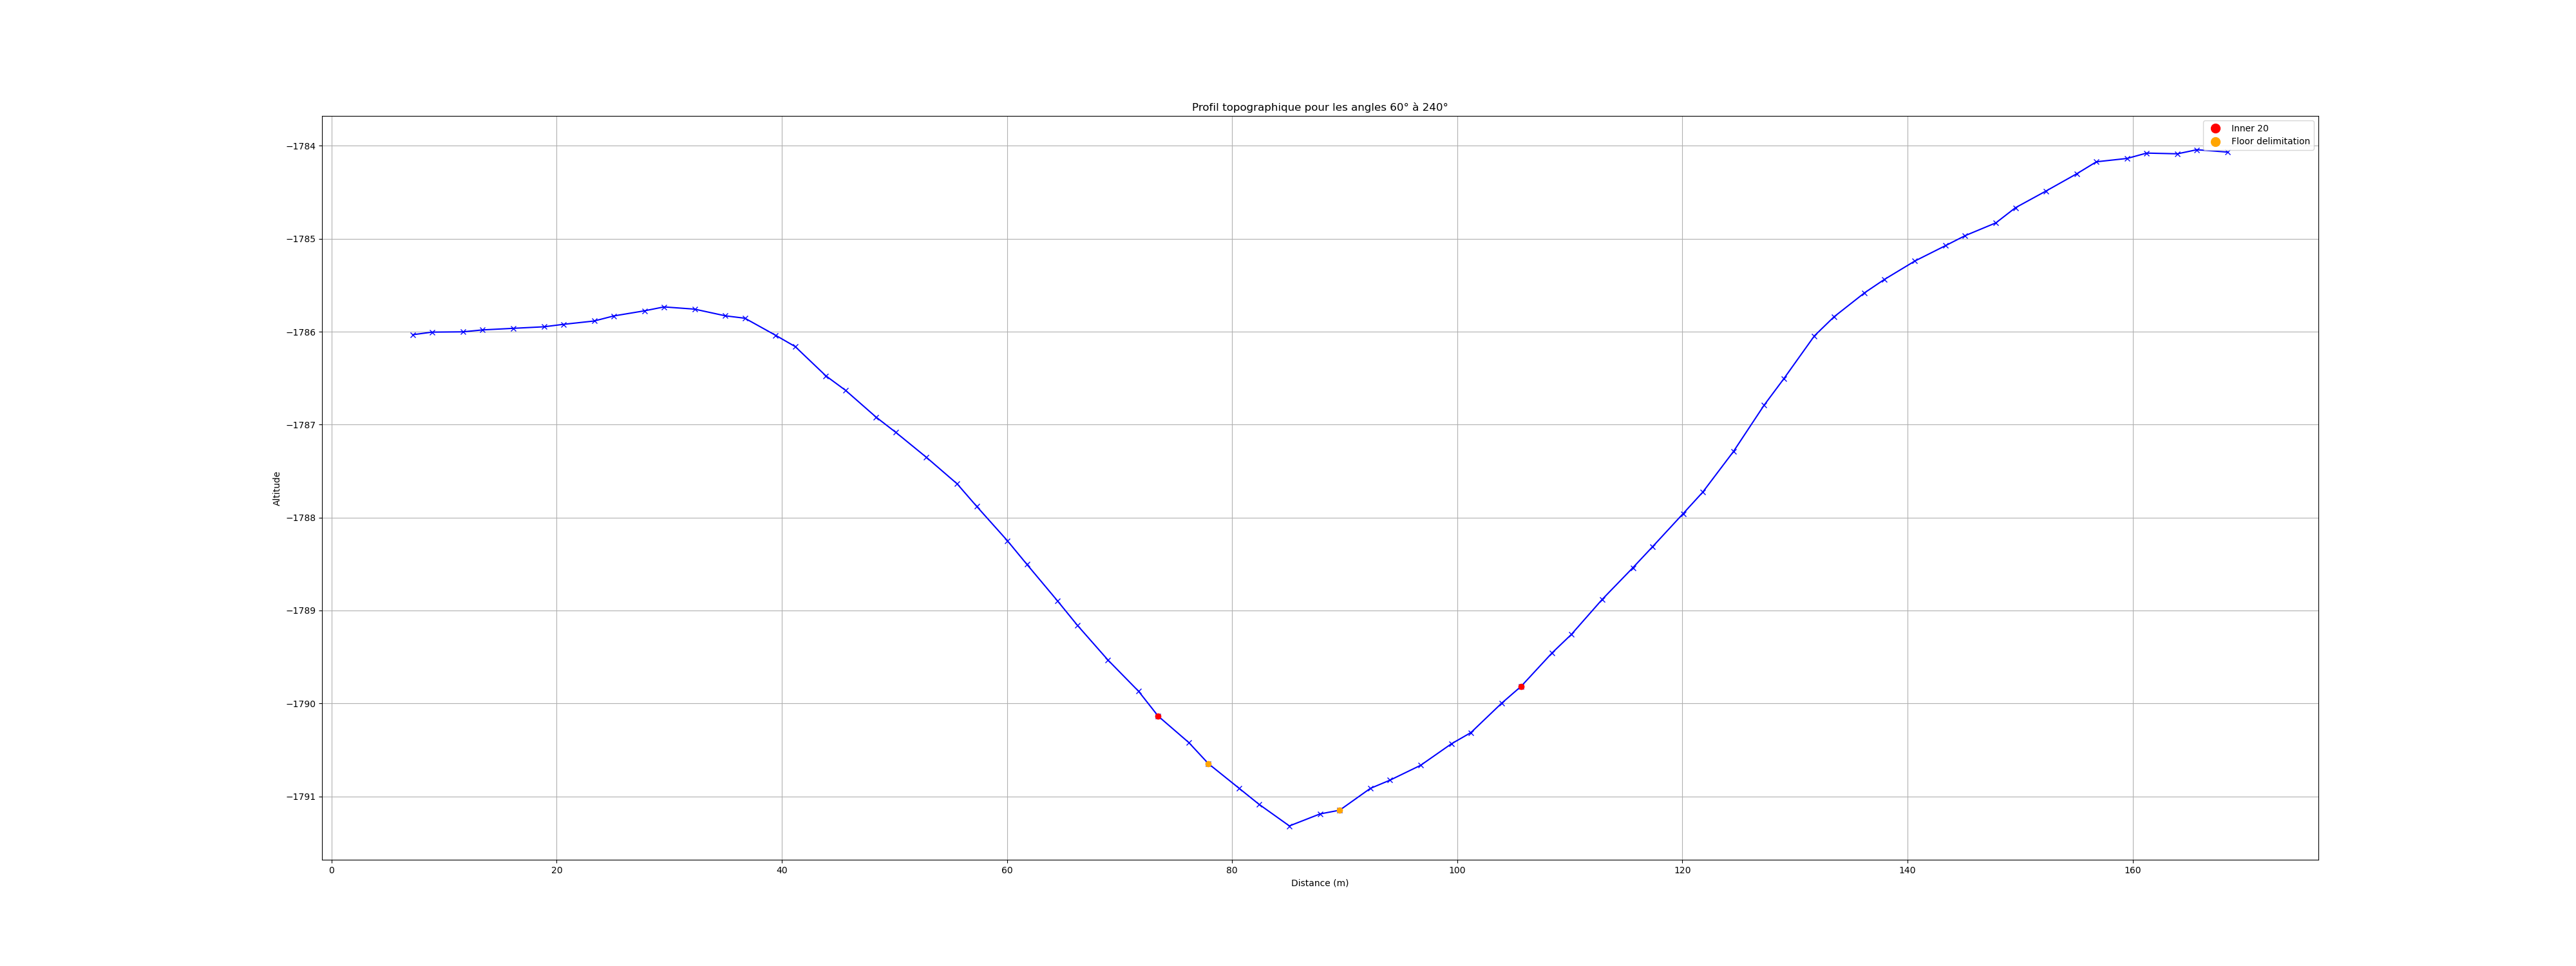 Profil topographique pour les angles 60° à 240°
Inner 20
Floor delimitation
−1784
−1785
−1786
−1787
−1788
−1789
−1790
−1791
Altitude
0 20 40 60 80 100 120 140 160
Distance (m)